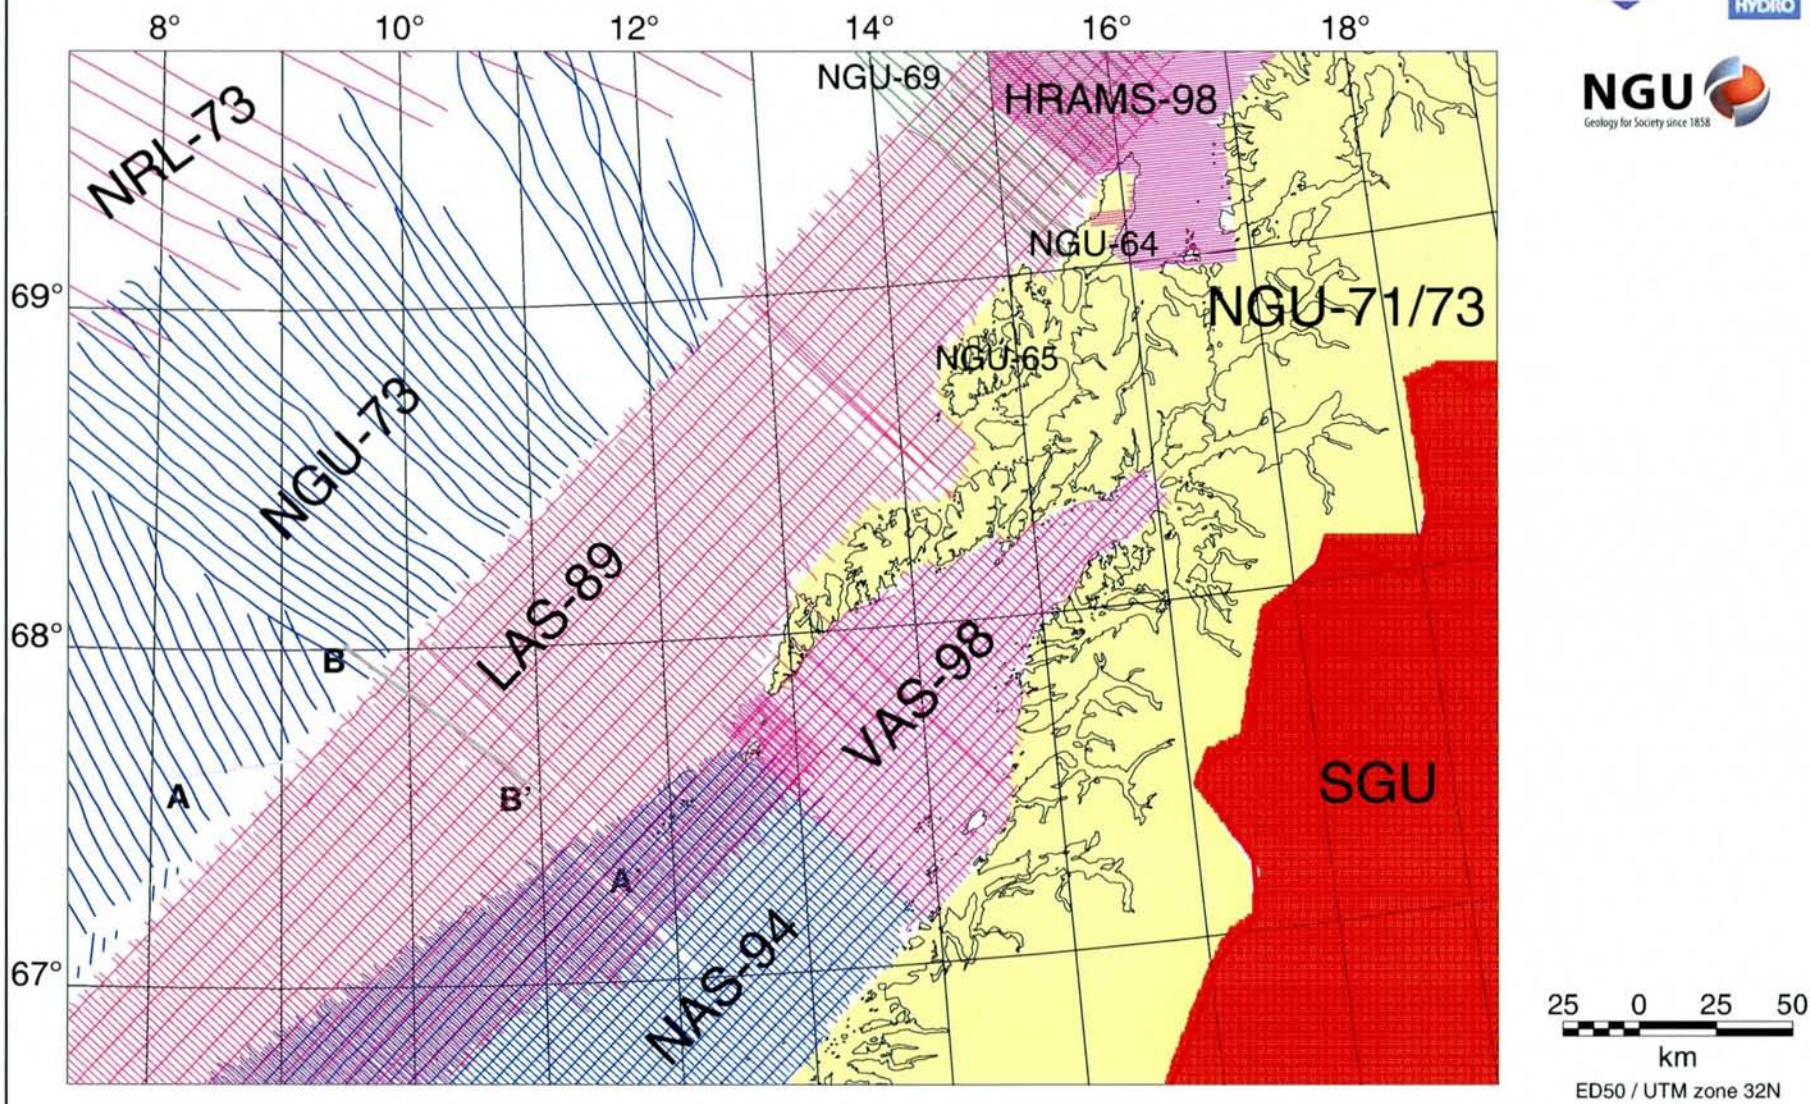 8° 10° 12° 14° 16° 18°
HYDRO
NGU-69
HRAMS-98
NGU
Geology for Society since 1858
NRL-73
NGU-64
69°
NGU-71/73
NGU-65
NGU-73
LAS-89
68°
B
VAS-98
SGU
A
B'
A'
67°
NAS-94
25 0 25 50
km
ED50 / UTM zone 32N